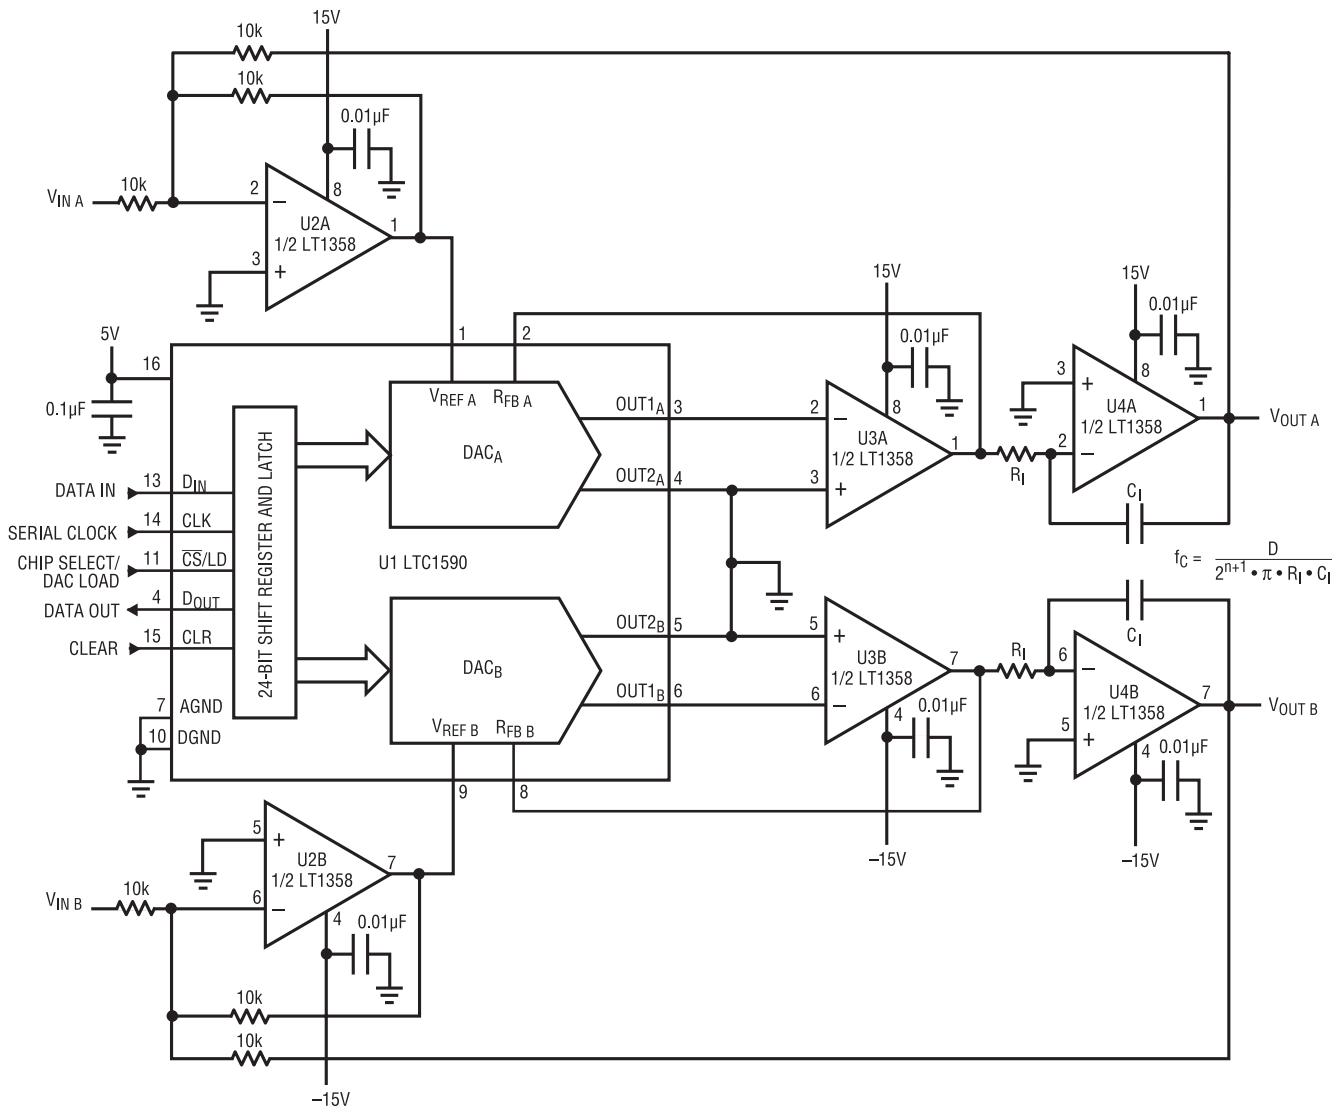 10k
15V
10k
0.01µF
V_IN A
10k
2
−
8
U2A
1/2 LT1358
1
3
+
15V
15V
0.01µF
0.01µF
5V
16
1
2
0.1µF
V_REF A
R_FB A
DAC_A
OUT1_A
3
OUT2_A
4
2
−
8
U3A
1/2 LT1358
1
3
+
R_I
3
+
8
U4A
1/2 LT1358
1
2
−
V_OUT A
C_I
24-BIT SHIFT REGISTER AND LATCH
DATA IN
13
D_IN
SERIAL CLOCK
14
CLK
CHIP SELECT/
DAC LOAD
11
C̅S̅/LD
DATA OUT
4
D_OUT
CLEAR
15
CLR
7
AGND
10
DGND
U1 LTC1590
f_C = D / 2^(n+1) • π • R_I • C_I
DAC_B
OUT2_B
5
OUT1_B
6
V_REF B
R_FB B
9
8
5
+
U3B
1/2 LT1358
7
6
−
4
0.01µF
−15V
R_I
C_I
6
−
U4B
1/2 LT1358
7
5
+
4
0.01µF
−15V
V_OUT B
5
+
U2B
1/2 LT1358
7
V_IN B
10k
6
−
4
0.01µF
10k
10k
−15V